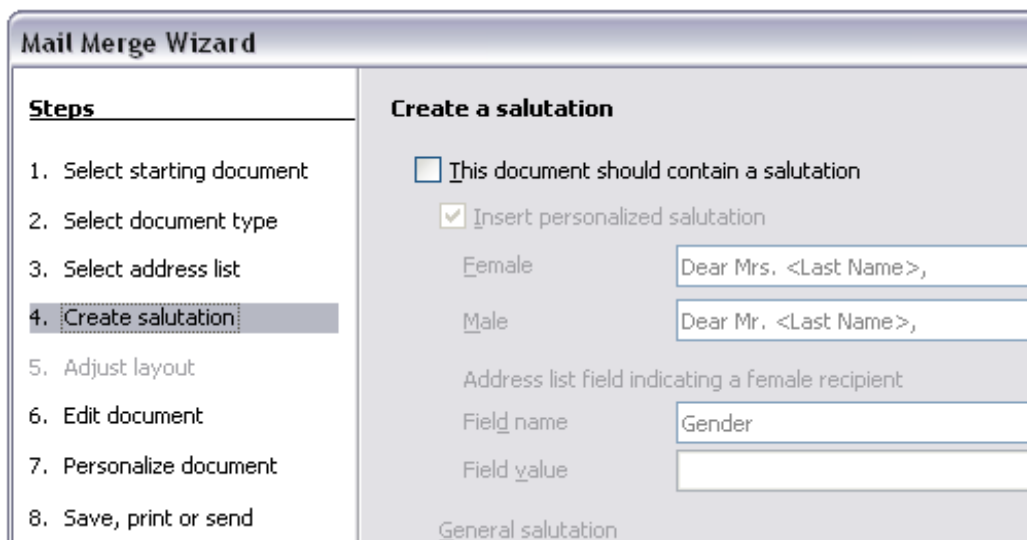 Mail Merge Wizard
Steps
1. Select starting document
2. Select document type
3. Select address list
4. Create salutation
5. Adjust layout
6. Edit document
7. Personalize document
8. Save, print or send
Create a salutation
This document should contain a salutation
Insert personalized salutation
Female Dear Mrs. <Last Name>,
Male Dear Mr. <Last Name>,
Address list field indicating a female recipient
Field name Gender
Field value
General salutation